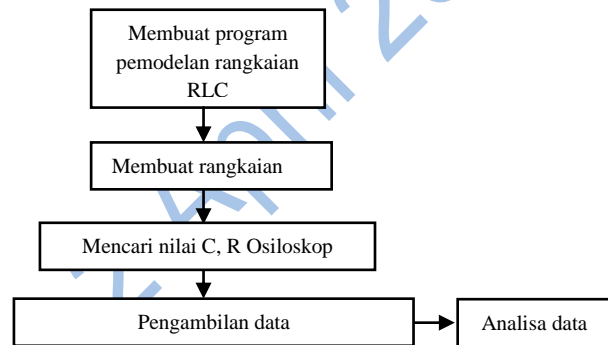 Membuat program
pemodelan rangkaian
RLC
Membuat rangkaian
Mencari nilai C, R Osiloskop
Pengambilan data
Analisa data